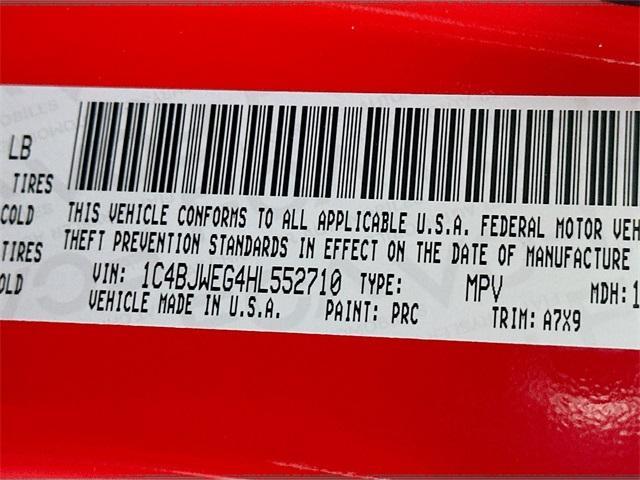 LB
TIRES
COLD
THIS VEHICLE CONFORMS TO ALL APPLICABLE U.S.A. FEDERAL MOTOR VEH
TIRES
THEFT PREVENTION STANDARDS IN EFFECT ON THE DATE OF MANUFACTURE
OLD
VIN: 1C4BJWEG4HL552710 TYPE: MPV MDH:1
VEHICLE MADE IN U.S.A. PAINT: PRC TRIM: A7X9